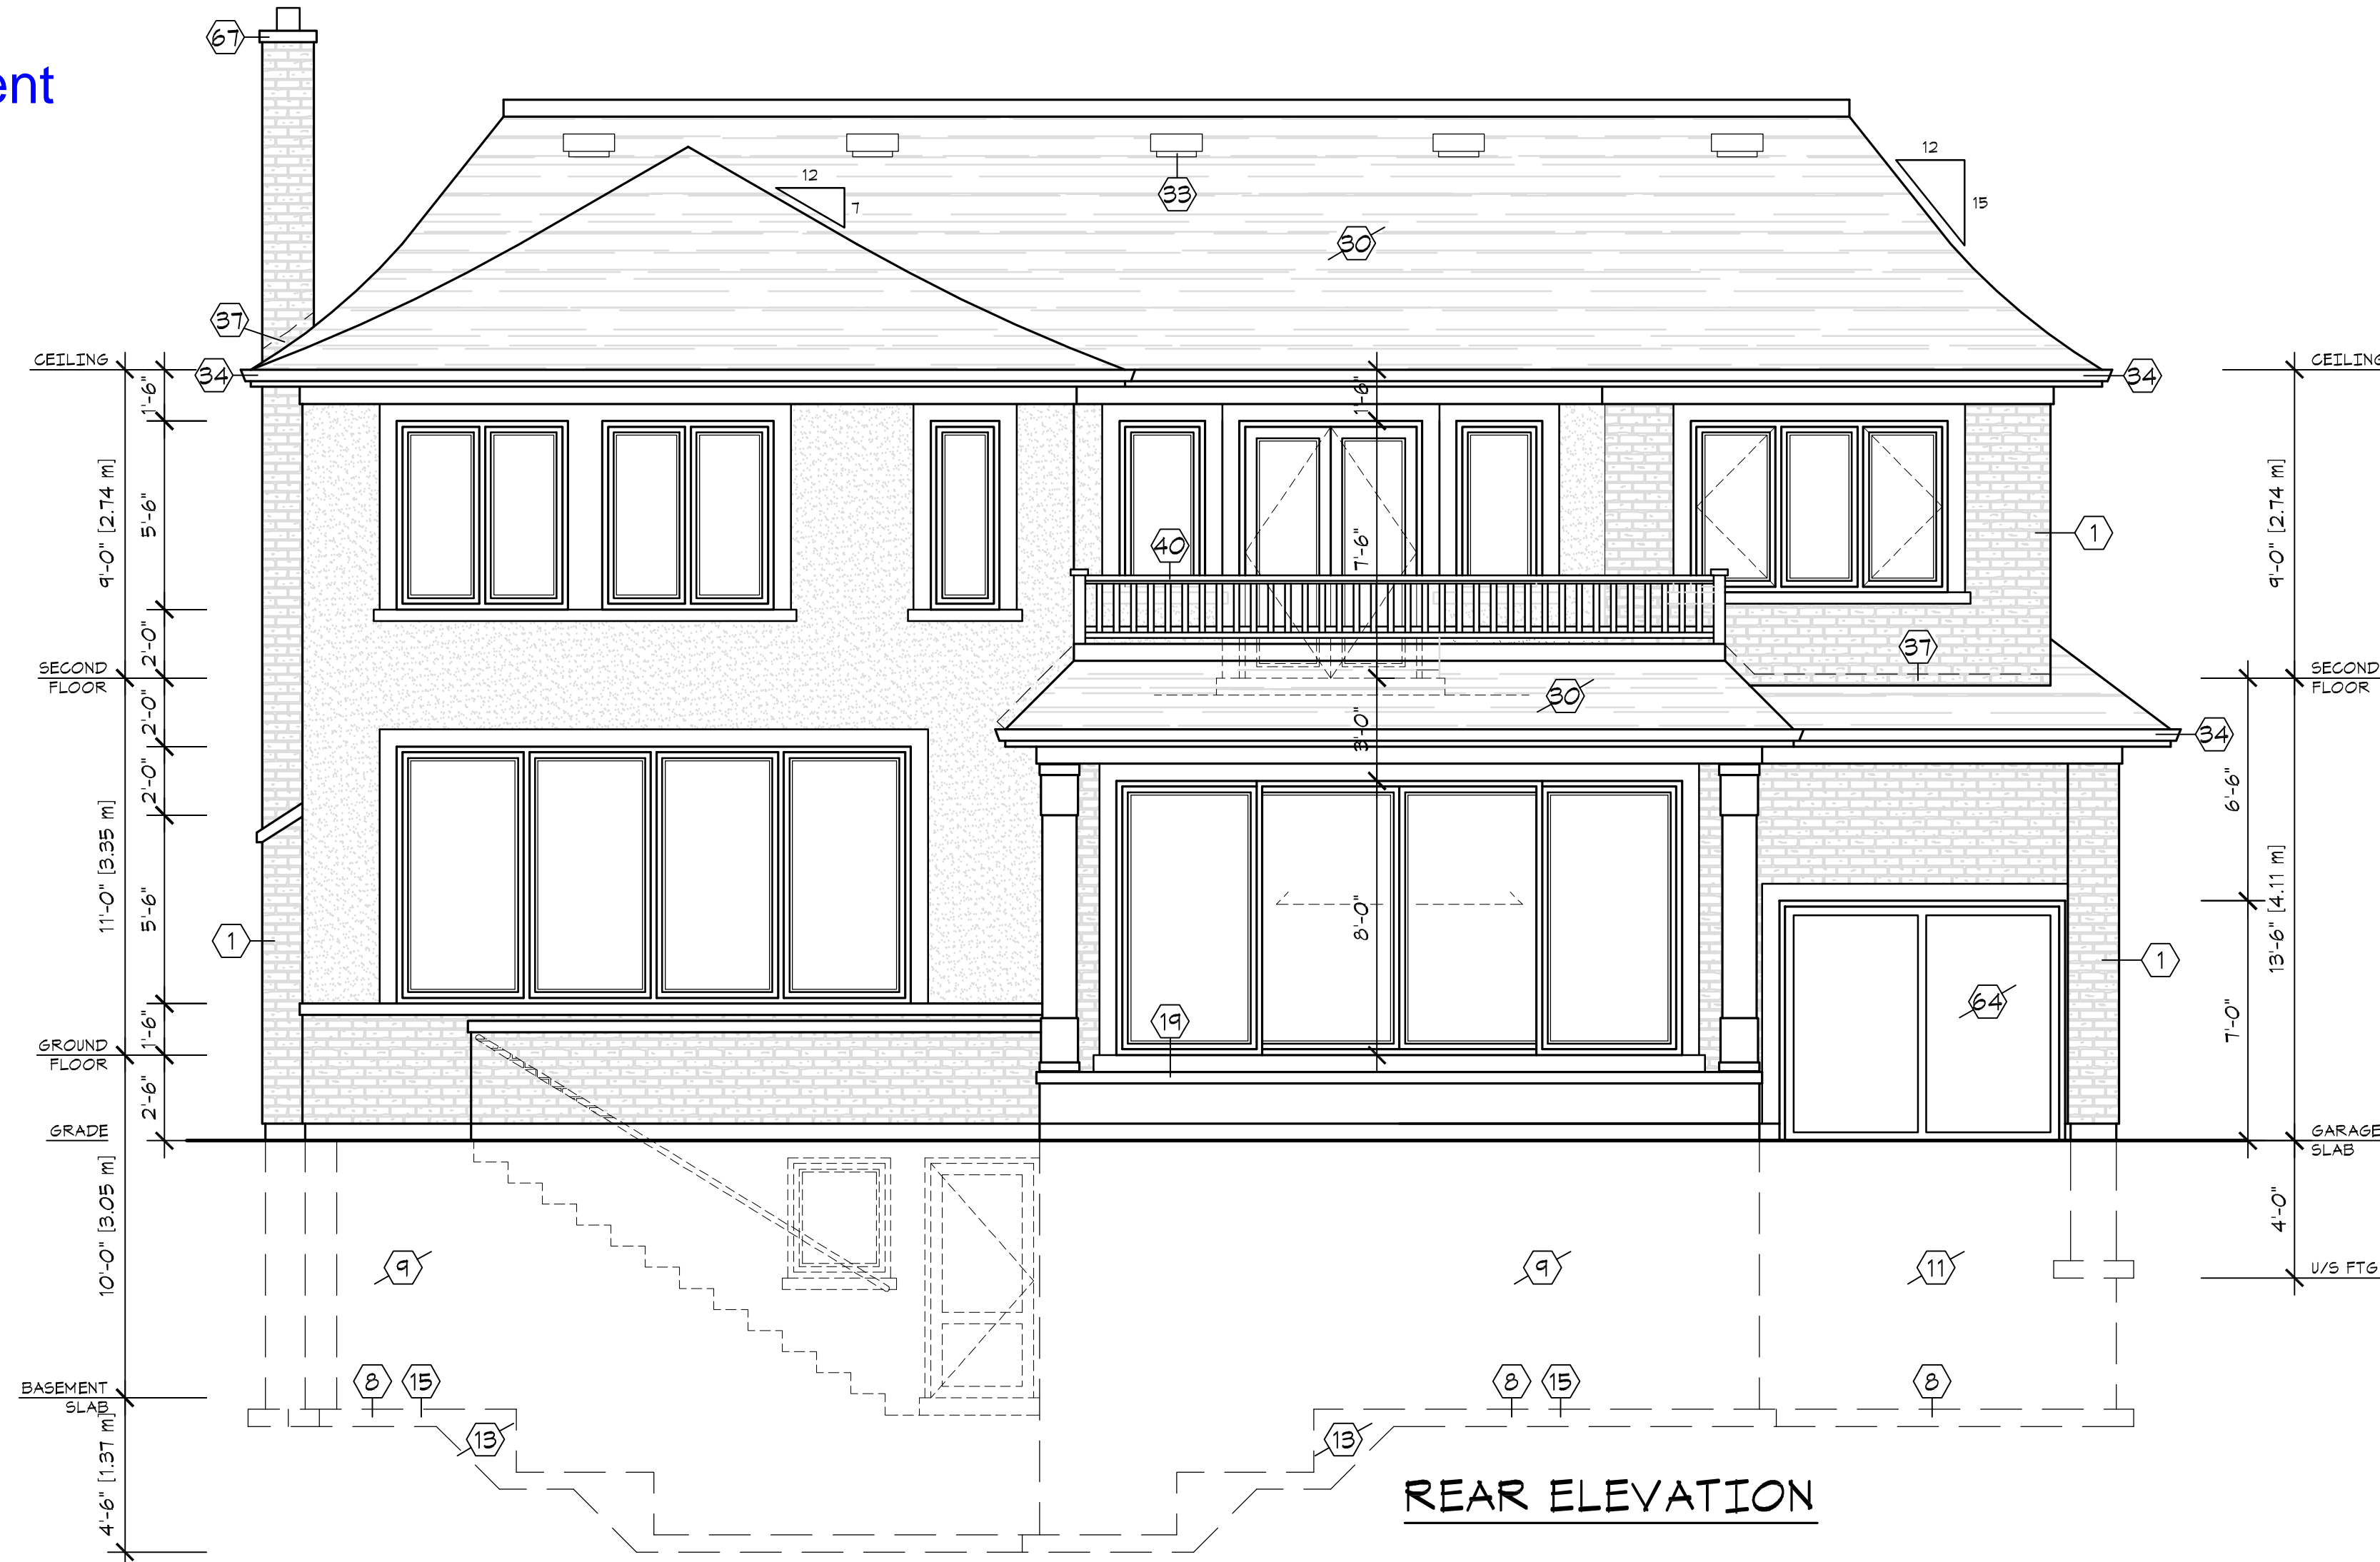 67
ent
12
7
33
12
15
30
37
CEILING
34
1'-6"
1'-6"
34
CEILING
9'-0" [2.74 m]
5'-6"
40
7'-6"
1
9'-0" [2.74 m]
2'-0"
37
SECOND
FLOOR
30
SECOND
FLOOR
2'-0"
3'-0"
34
2'-0"
6'-6"
11'-0" [3.35 m]
5'-6"
8'-0"
13'-6" [4.11 m]
1
1
64
19
7'-0"
1'-6"
GROUND
FLOOR
2'-6"
GRADE
GARAGE
SLAB
10'-0" [3.05 m]
4'-0"
9
9
11
U/S FTG
BASEMENT
SLAB
8
15
8
15
8
4'-6" [1.37 m]
13
13
REAR ELEVATION